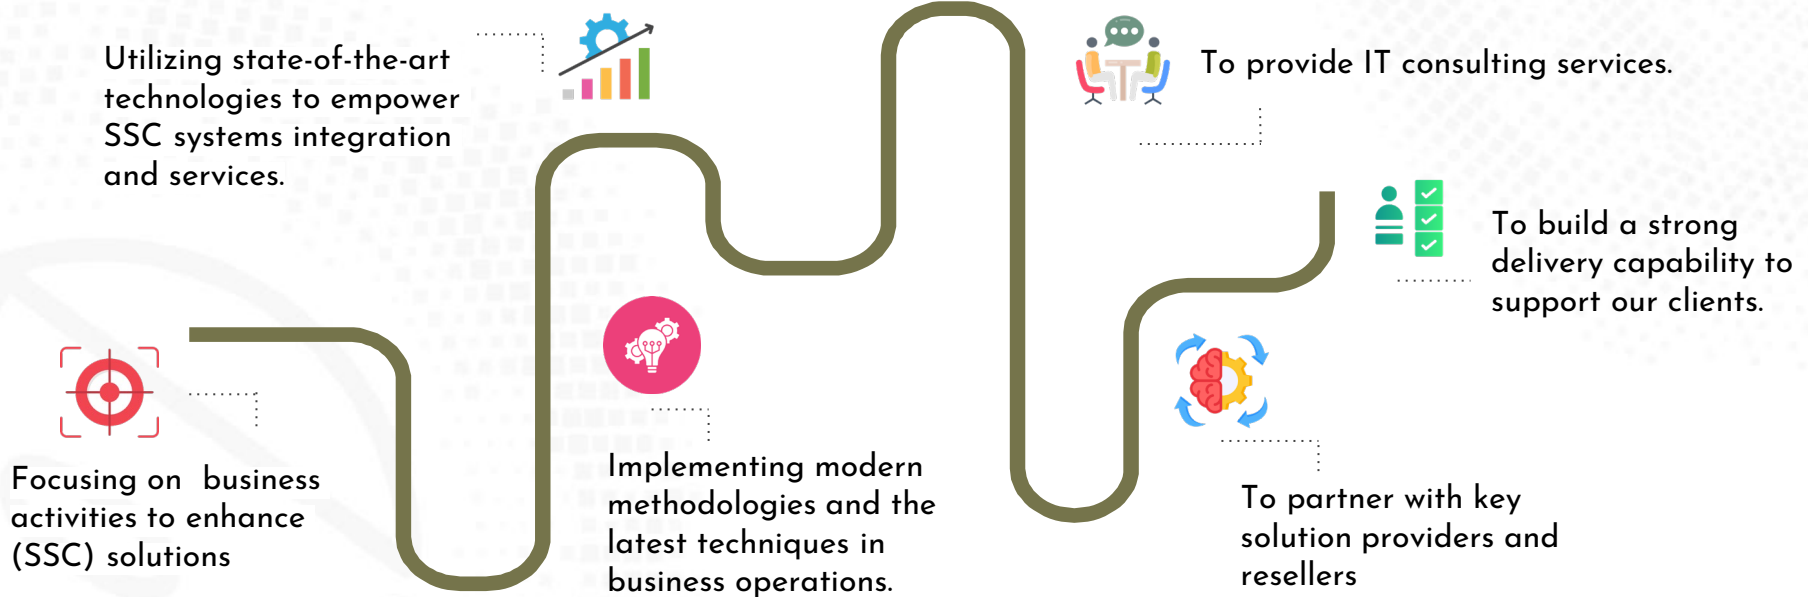 Utilizing state-of-the-art
technologies to empower
SSC systems integration
and services.
To provide IT consulting services.
To build a strong
delivery capability to
support our clients.
Focusing on business
activities to enhance
(SSC) solutions
Implementing modern
methodologies and the
latest techniques in
business operations.
To partner with key
solution providers and
resellers